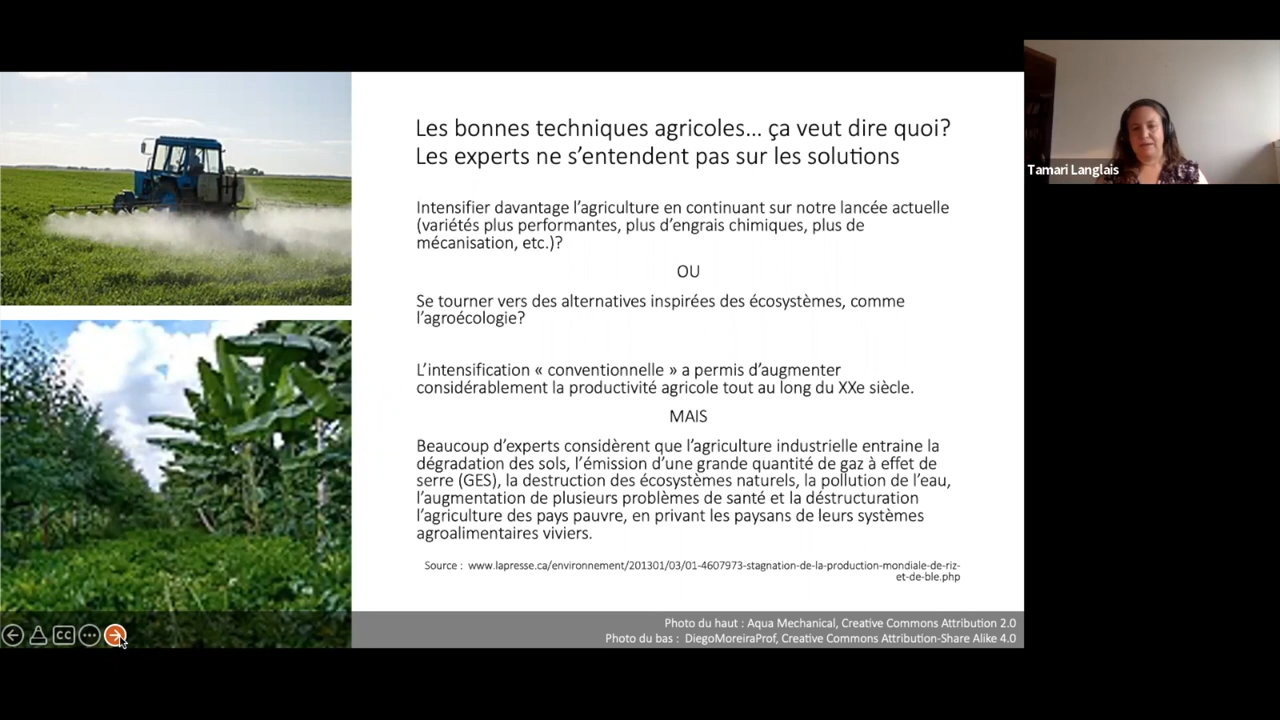 Les bonnes techniques agricoles... ça veut dire quoi?
Les experts ne s'entendent pas sur les solutions
Intensifier davantage l'agriculture en continuant sur notre lancée actuelle
(variétés plus performantes, plus d'engrais chimiques, plus de
mécanisation, etc.)?
OU
Se tourner vers des alternatives inspirées des écosystèmes, comme
l'agroécologie?
L'intensification « conventionnelle » a permis d'augmenter
considérablement la productivité agricole tout au long du XXe siècle.
MAIS
Beaucoup d'experts considèrent que l'agriculture industrielle entraine la
dégradation des sols, l'émission d'une grande quantité de gaz à effet de
serre (GES), la destruction des écosystèmes naturels, la pollution de l'eau,
l'augmentation de plusieurs problèmes de santé et la déstructuration
l'agriculture des pays pauvre, en privant les paysans de leurs systèmes
agroalimentaires viviers.
Source : www.lapresse.ca/environnement/201301/03/01-4607973-stagnation-de-la-production-mondiale-de-riz-
et-de-ble.php
Photo du haut : Aqua Mechanical, Creative Commons Attribution 2.0
Photo du bas : DiegoMoreiraProf, Creative Commons Attribution-Share Alike 4.0
CC
Tamari Langlais